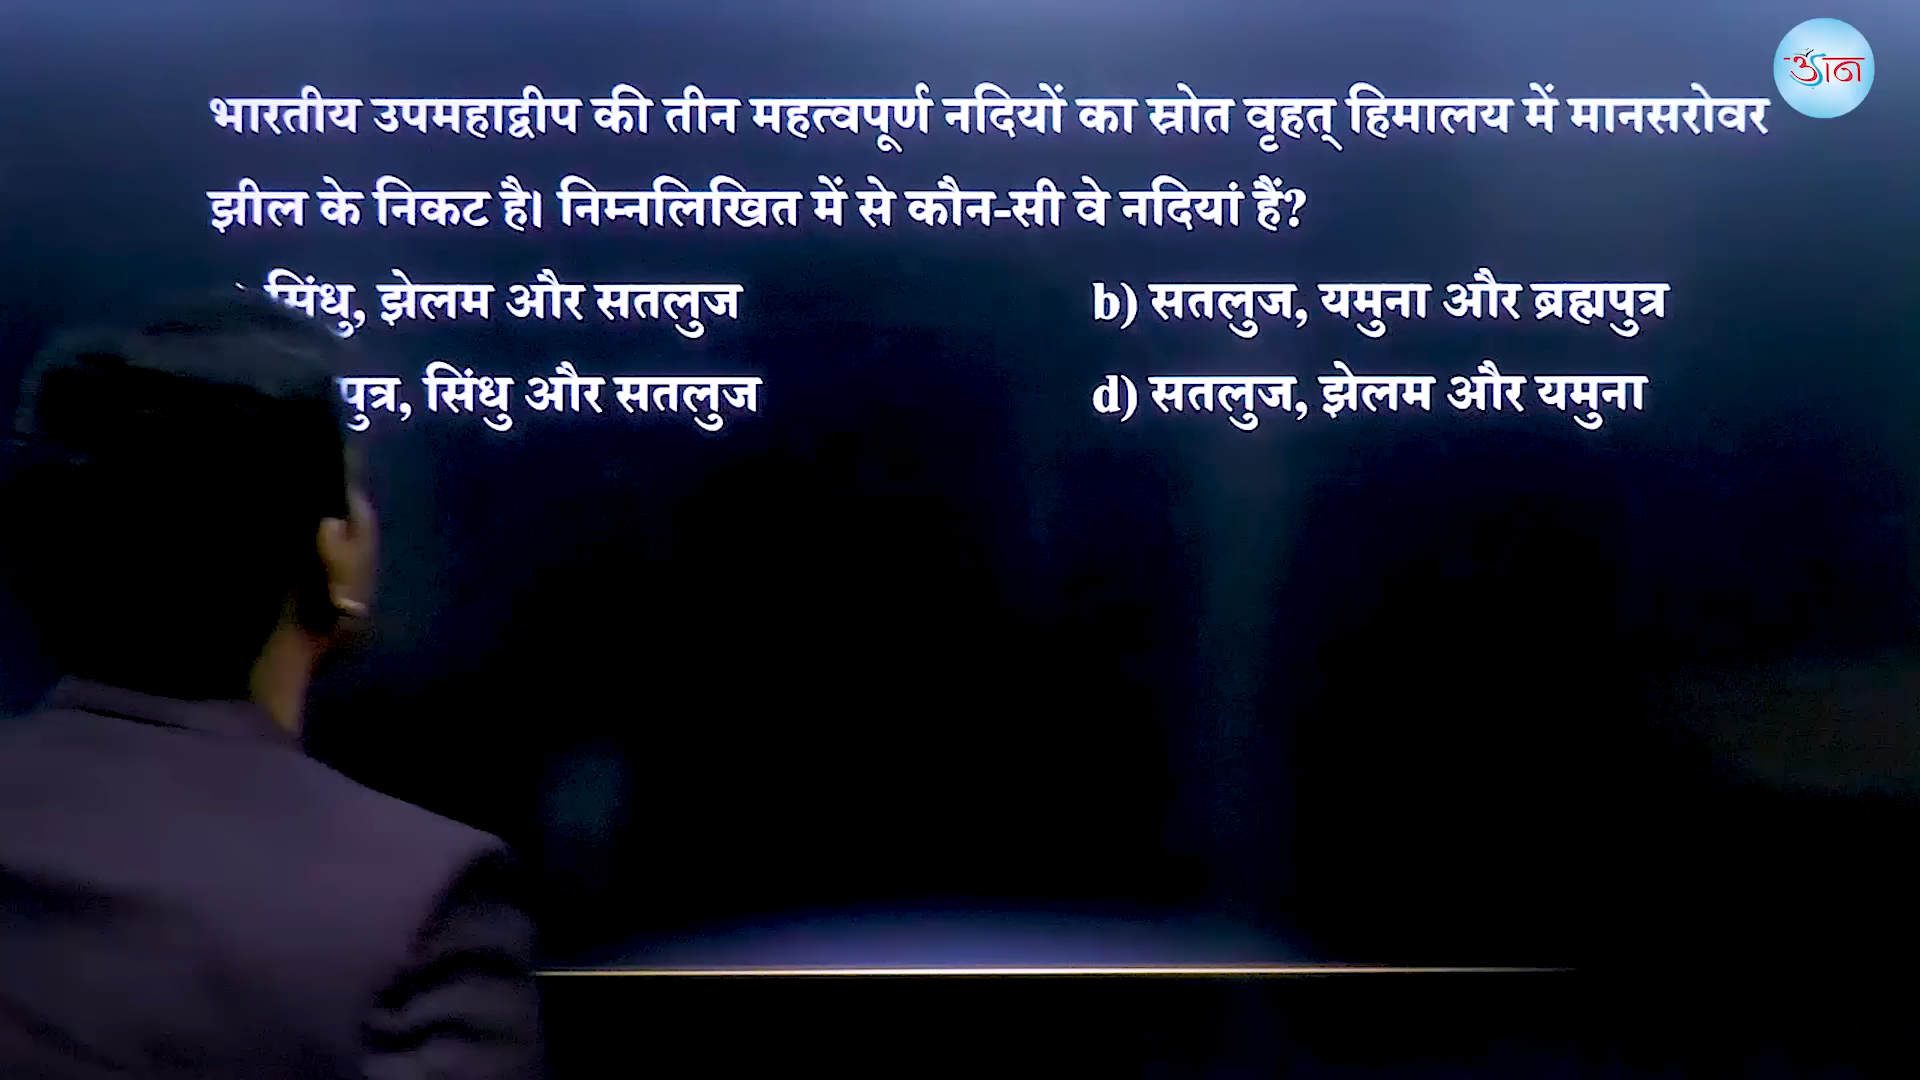 भारतीय उपमहाद्वीप की तीन महत्वपूर्ण नदियों का स्रोत वृहत् हिमालय में मानसरोवर
झील के निकट है। निम्नलिखित में से कौन-सी वे नदियां हैं?
सिंधु, झेलम और सतलुज
b) सतलुज, यमुना और ब्रह्मपुत्र
पुत्र, सिंधु और सतलुज
d) सतलुज, झेलम और यमुना